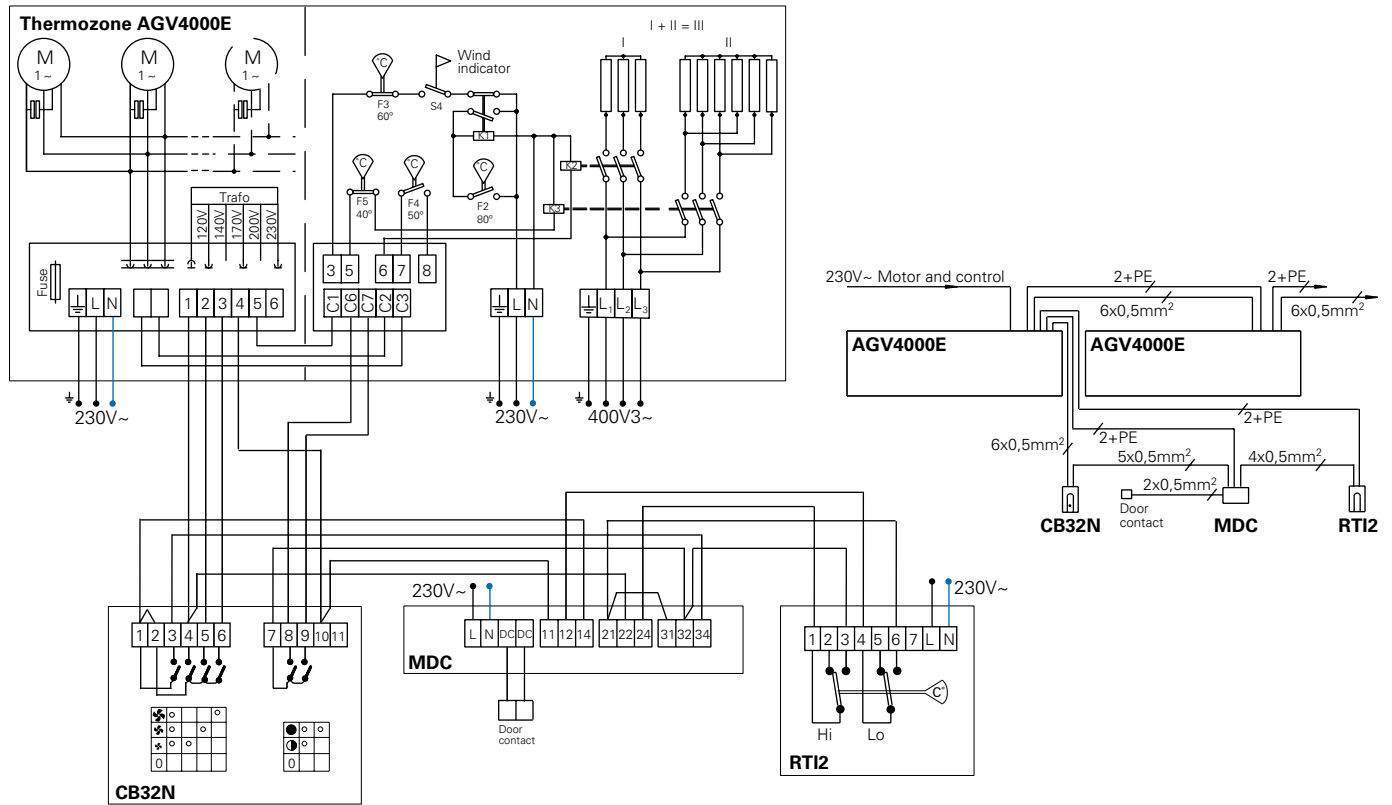 Thermozone AGV4000E
M
1 ~
M
1 ~
M
1 ~
Trafo
120V
140V
170V
200V
230V
Fuse
L N
1 2 3 4 5 6
230V~
°C
F3
60°
S4
Wind
indicator
K1
°C
F5
40°
°C
F4
50°
°C
F2
80°
K2
K3
I + II = III
I
II
3 5
6 7
8
C1 C6 C7 C2 C3
L N
230V~
L1 L2 L3
400V3~
230V~ Motor and control
2+PE
2+PE
6x0,5mm²
6x0,5mm²
AGV4000E
AGV4000E
2+PE
2+PE
6x0,5mm²
5x0,5mm²
4x0,5mm²
2x0,5mm²
Door
contact
CB32N
MDC
RTI2
1 2 3 4 5 6
7 8 9 10 11
0
0
CB32N
230V~
L N DC DC
11 12 14
21 22 24
31 32 34
MDC
Door
contact
230V~
1 2 3 4 5 6 7 L N
C°
Hi
Lo
RTI2